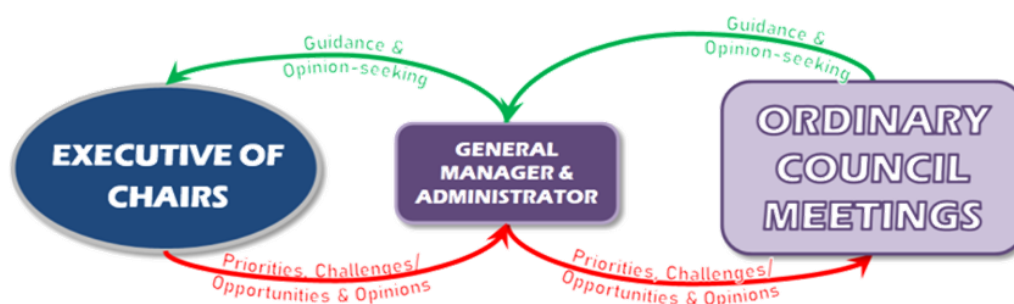 Guidance &
Opinion-seeking
Guidance &
Opinion-seeking
EXECUTIVE OF
CHAIRS
GENERAL
MANAGER &
ADMINISTRATOR
ORDINARY
COUNCIL
MEETINGS
Priorities, Challenges/
Opportunities & Opinions
Priorities, Challenges/
Opportunities & Opinions